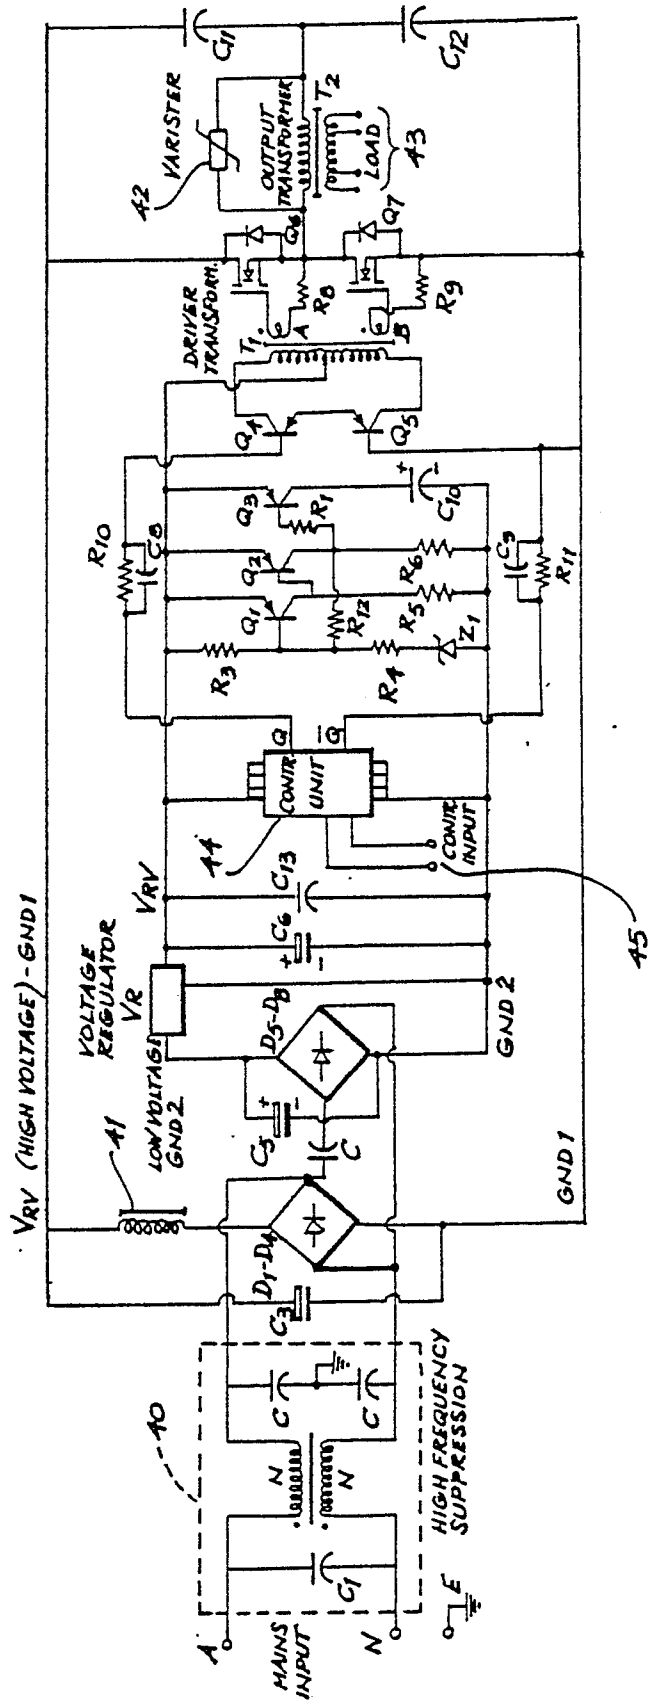 MAINS
INPUT
A
N
E
40
C1
N
N
C
C
HIGH FREQUENCY
SUPPRESSION
VRV (HIGH VOLTAGE)-GND1
41
C3
D1-D4
LOW VOLTAGE
GND2
C
C5
D5-D8
VOLTAGE
REGULATOR
VR
GND1
GND2
VRV
C6
+
-
C13
44
CONTR.
UNIT
Q
Q̅
CONTR.
INPUT
45
R10
C8
R3
Q1
R12
R4
Z1
Q2
R5
R6
Q3
R1
+
-
C10
C9
R11
Q4
Q5
DRIVER
TRANSFORM.
T1
A
B
R8
R9
Q6
Q7
42
VARISTER
OUTPUT
TRANSFORMER
T2
LOAD
43
C11
C12
+
-